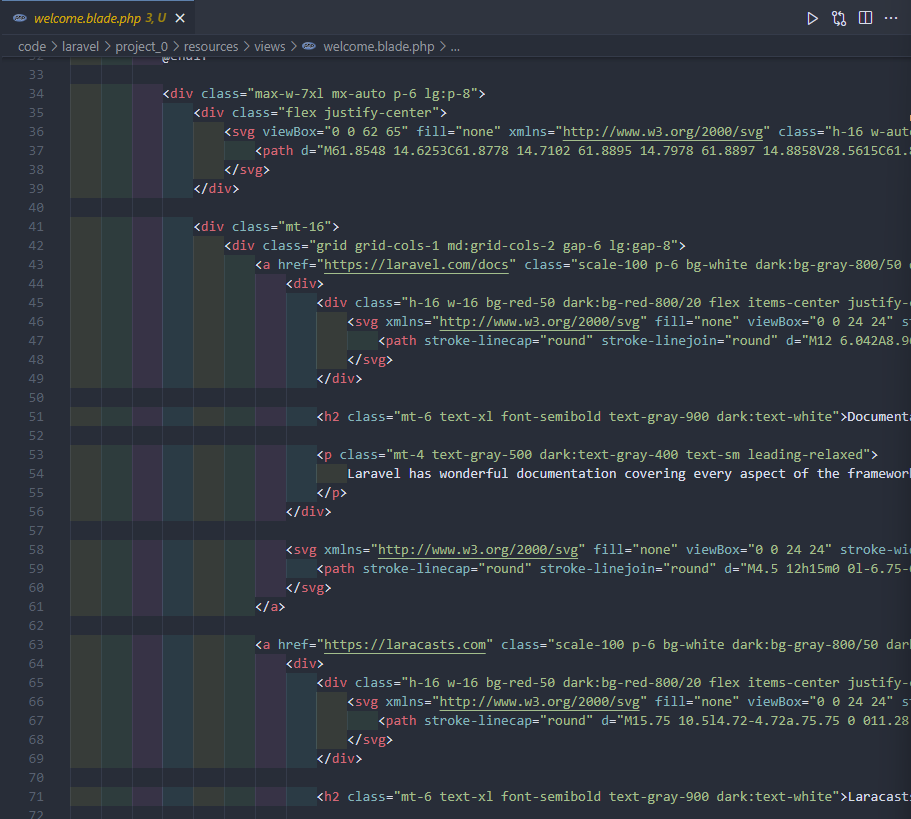 welcome.blade.php 3, U
code > laravel > project_0 > resources > views > welcome.blade.php > ...
32 @endif
33
34 <div class="max-w-7xl mx-auto p-6 lg:p-8">
35 <div class="flex justify-center">
36 <svg viewBox="0 0 62 65" fill="none" xmlns="http://www.w3.org/2000/svg" class="h-16 w-auto
37 <path d="M61.8548 14.6253C61.8778 14.7102 61.8895 14.7978 61.8897 14.8858V28.5615C61.8
38 </svg>
39 </div>
40
41 <div class="mt-16">
42 <div class="grid grid-cols-1 md:grid-cols-2 gap-6 lg:gap-8">
43 <a href="https://laravel.com/docs" class="scale-100 p-6 bg-white dark:bg-gray-800/50
44 <div>
45 <div class="h-16 w-16 bg-red-50 dark:bg-red-800/20 flex items-center justify-
46 <svg xmlns="http://www.w3.org/2000/svg" fill="none" viewBox="0 0 24 24" st
47 <path stroke-linecap="round" stroke-linejoin="round" d="M12 6.042A8.9
48 </svg>
49 </div>
50
51 <h2 class="mt-6 text-xl font-semibold text-gray-900 dark:text-white">Documenta
52
53 <p class="mt-4 text-gray-500 dark:text-gray-400 text-sm leading-relaxed">
54 Laravel has wonderful documentation covering every aspect of the framework
55 </p>
56 </div>
57
58 <svg xmlns="http://www.w3.org/2000/svg" fill="none" viewBox="0 0 24 24" stroke-wi
59 <path stroke-linecap="round" stroke-linejoin="round" d="M4.5 12h15m0 0l-6.75-
60 </svg>
61 </a>
62
63 <a href="https://laracasts.com" class="scale-100 p-6 bg-white dark:bg-gray-800/50 dar
64 <div>
65 <div class="h-16 w-16 bg-red-50 dark:bg-red-800/20 flex items-center justify-
66 <svg xmlns="http://www.w3.org/2000/svg" fill="none" viewBox="0 0 24 24" st
67 <path stroke-linecap="round" d="M15.75 10.5l4.72-4.72a.75.75 0 011.28
68 </svg>
69 </div>
70
71 <h2 class="mt-6 text-xl font-semibold text-gray-900 dark:text-white">Laracasts
72